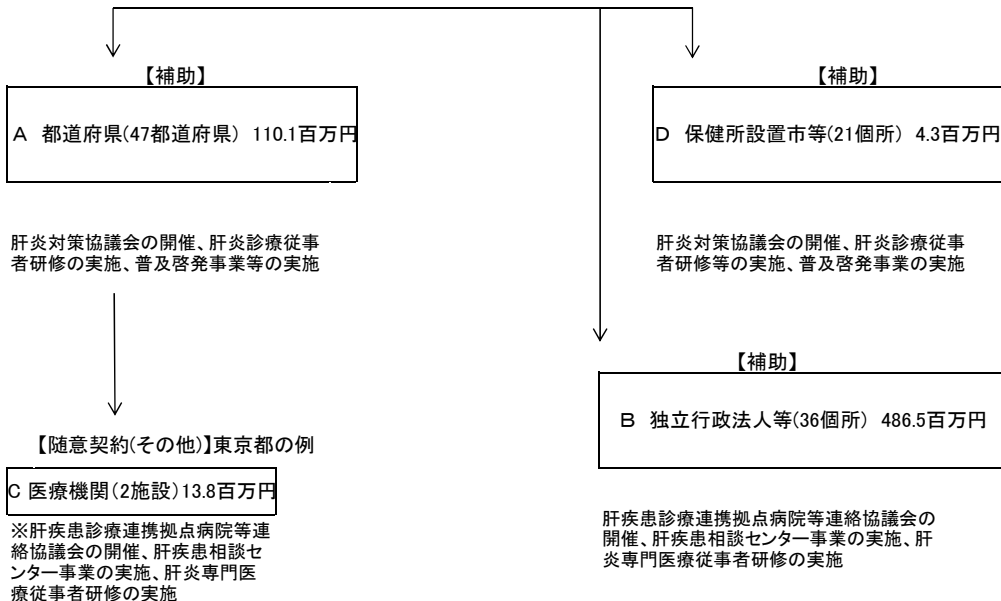 【補助】
A 都道府県(47都道府県) 110.1百万円
肝炎対策協議会の開催、肝炎診療従事
者研修の実施、普及啓発事業等の実施
【補助】
D 保健所設置市等(21個所) 4.3百万円
肝炎対策協議会の開催、肝炎診療従事
者研修等の実施、普及啓発事業の実施
【補助】
B 独立行政法人等(36個所) 486.5百万円
肝疾患診療連携拠点病院等連絡協議会の
開催、肝疾患相談センター事業の実施、肝
炎専門医療従事者研修の実施
【随意契約(その他)】東京都の例
C 医療機関(2施設)13.8百万円
※肝疾患診療連携拠点病院等連
絡協議会の開催、肝疾患相談セ
ンター事業の実施、肝炎専門医
療従事者研修の実施